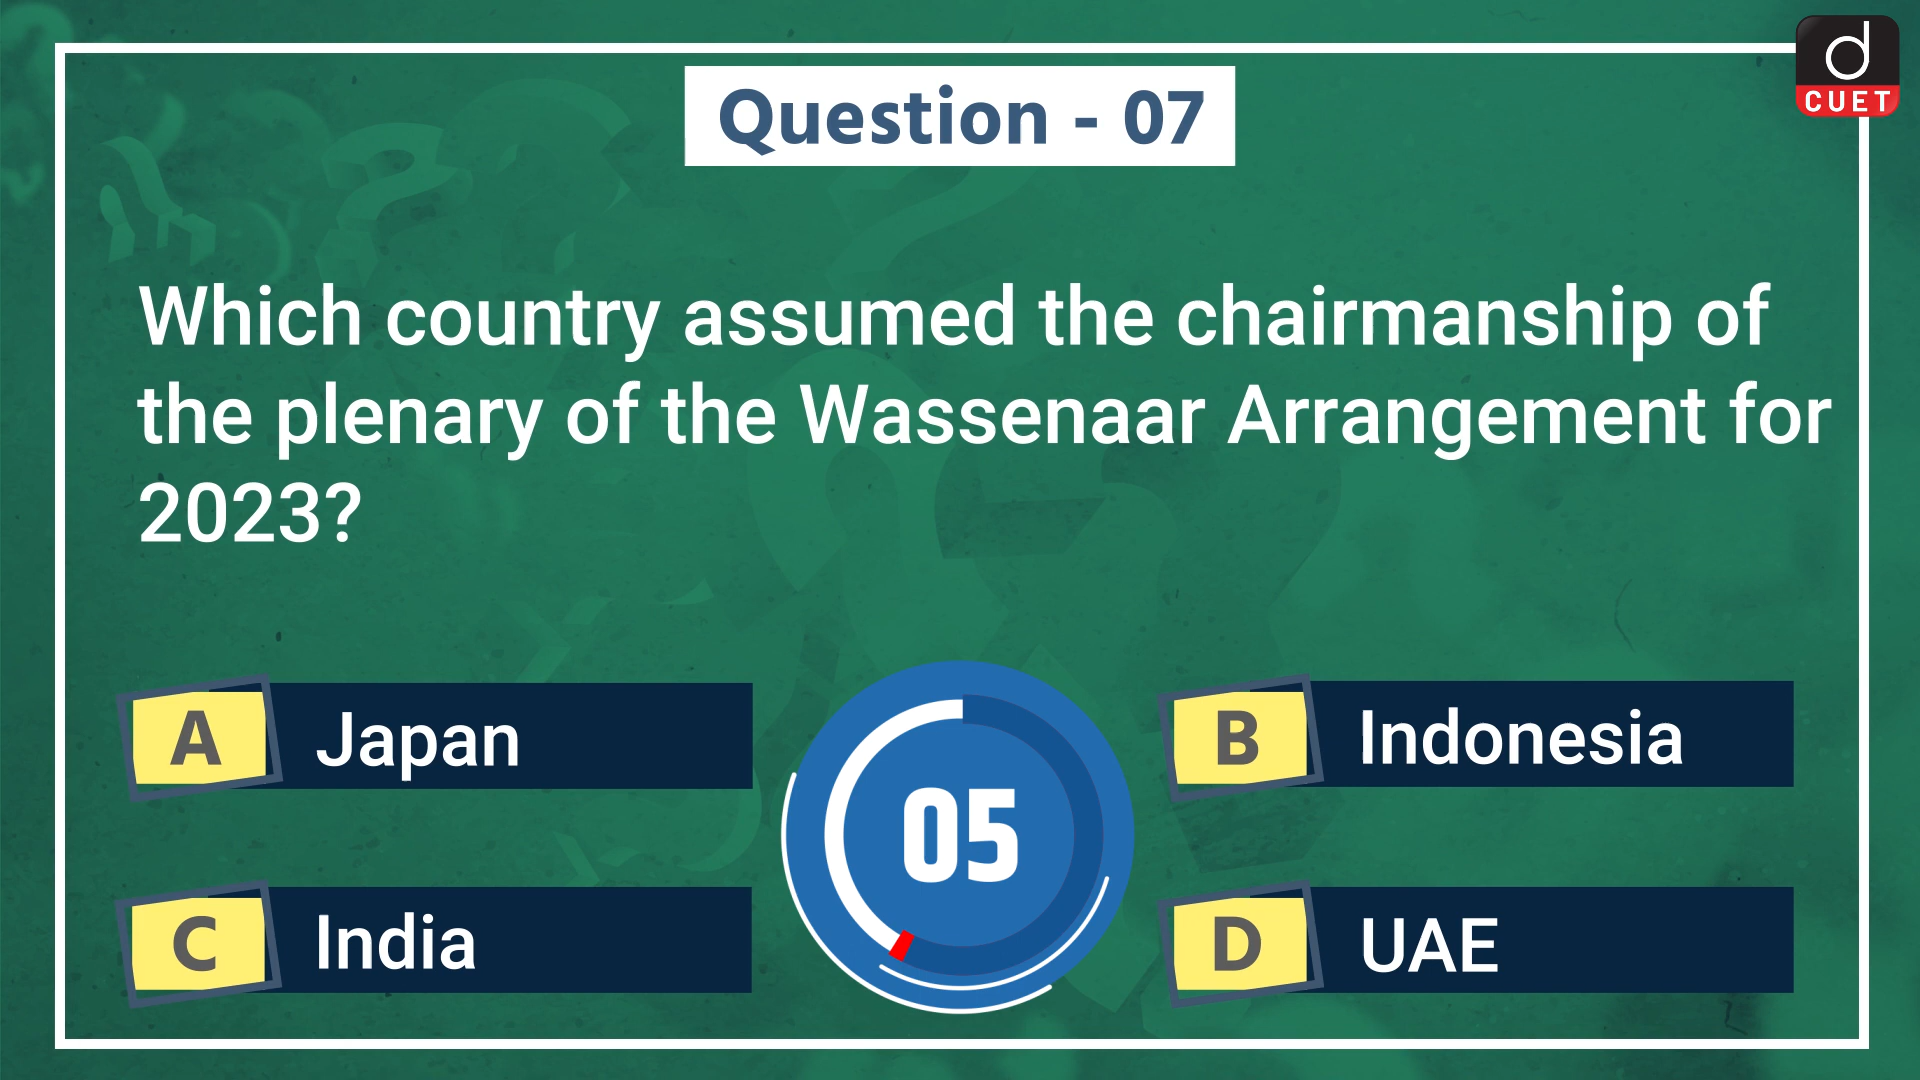 d
CUET
Question - 07
Which country assumed the chairmanship of
the plenary of the Wassenaar Arrangement for
2023?
A Japan
B Indonesia
05
C India
D UAE